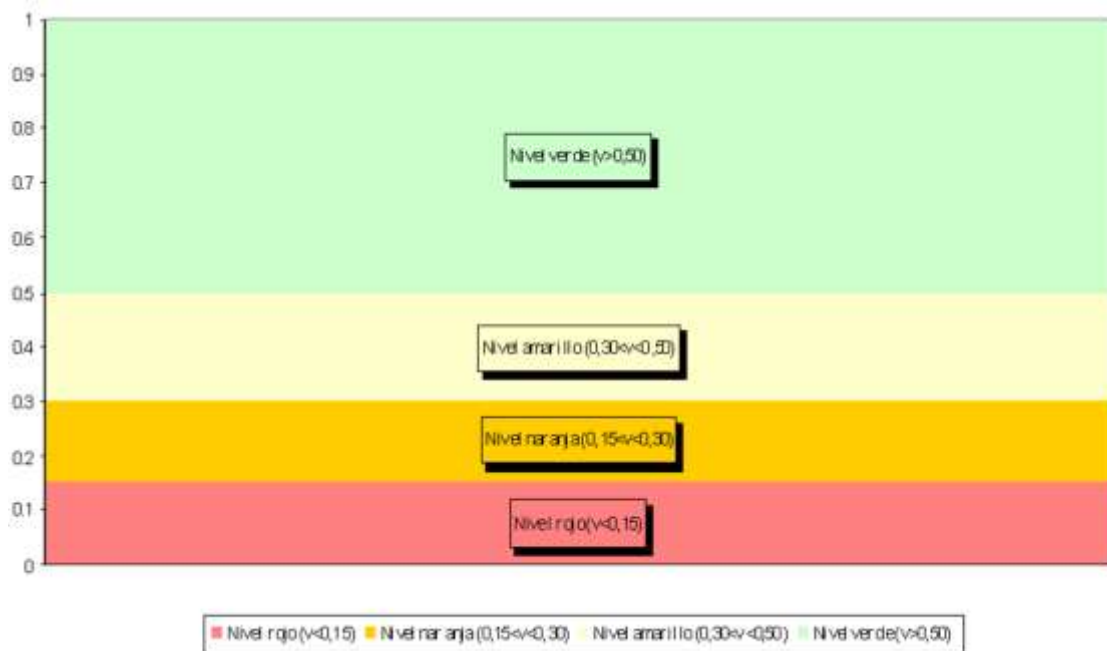 1
0.9
0.8
0.7
0.6
0.5
0.4
0.3
0.2
0.1
0
Nivel verde (v>0,50)
Nivel amarillo (0,30<v<0,50)
Nivel naranja (0,15<v<0,30)
Nivel rojo (v<0,15)
Nivel rojo (v<0,15) Nivel naranja (0,15<v<0,30) Nivel amarillo (0,30<v<0,50) Nivel verde (v>0,50)